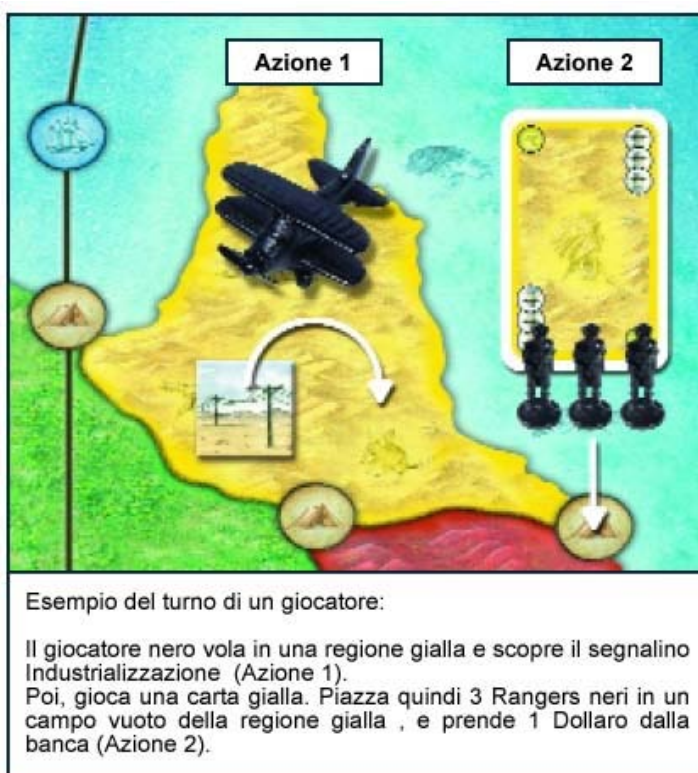 Azione 1
Azione 2
Esempio del turno di un giocatore:
Il giocatore nero vola in una regione gialla e scopre il segnalino
Industrializzazione (Azione 1).
Poi, gioca una carta gialla. Piazza quindi 3 Rangers neri in un
campo vuoto della regione gialla , e prende 1 Dollaro dalla
banca (Azione 2).